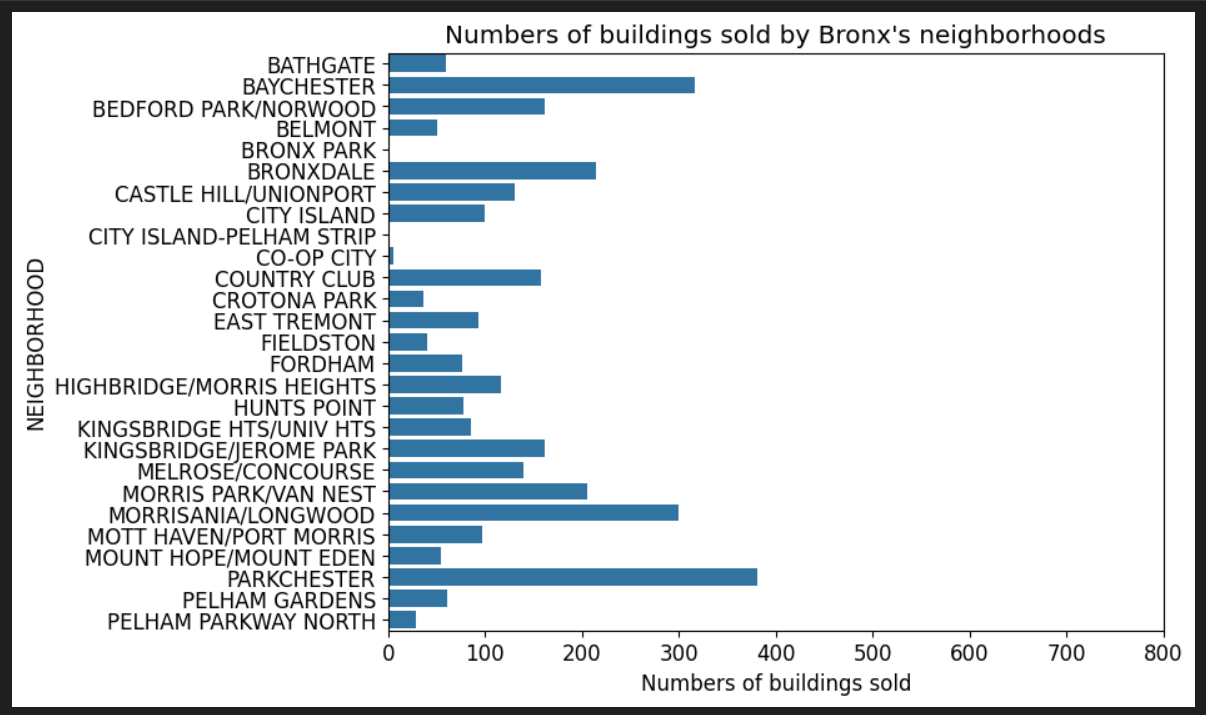 Numbers of buildings sold by Bronx's neighborhoods
BATHGATE
BAYCHESTER
BEDFORD PARK/NORWOOD
BELMONT
BRONX PARK
BRONXDALE
CASTLE HILL/UNIONPORT
CITY ISLAND
CITY ISLAND-PELHAM STRIP
CO-OP CITY
COUNTRY CLUB
CROTONA PARK
EAST TREMONT
FIELDSTON
FORDHAM
HIGHBRIDGE/MORRIS HEIGHTS
HUNTS POINT
KINGSBRIDGE HTS/UNIV HTS
KINGSBRIDGE/JEROME PARK
MELROSE/CONCOURSE
MORRIS PARK/VAN NEST
MORRISANIA/LONGWOOD
MOTT HAVEN/PORT MORRIS
MOUNT HOPE/MOUNT EDEN
PARKCHESTER
PELHAM GARDENS
PELHAM PARKWAY NORTH
NEIGHBORHOOD
0 100 200 300 400 500 600 700 800
Numbers of buildings sold